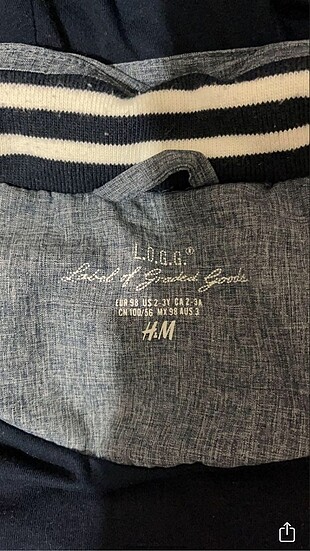 L.O.G.G.®
Label of Graded Goods
EUR 98 US 2-3Y CA 2-3A
CN 100/56 MX 98 AUS 3
H&M